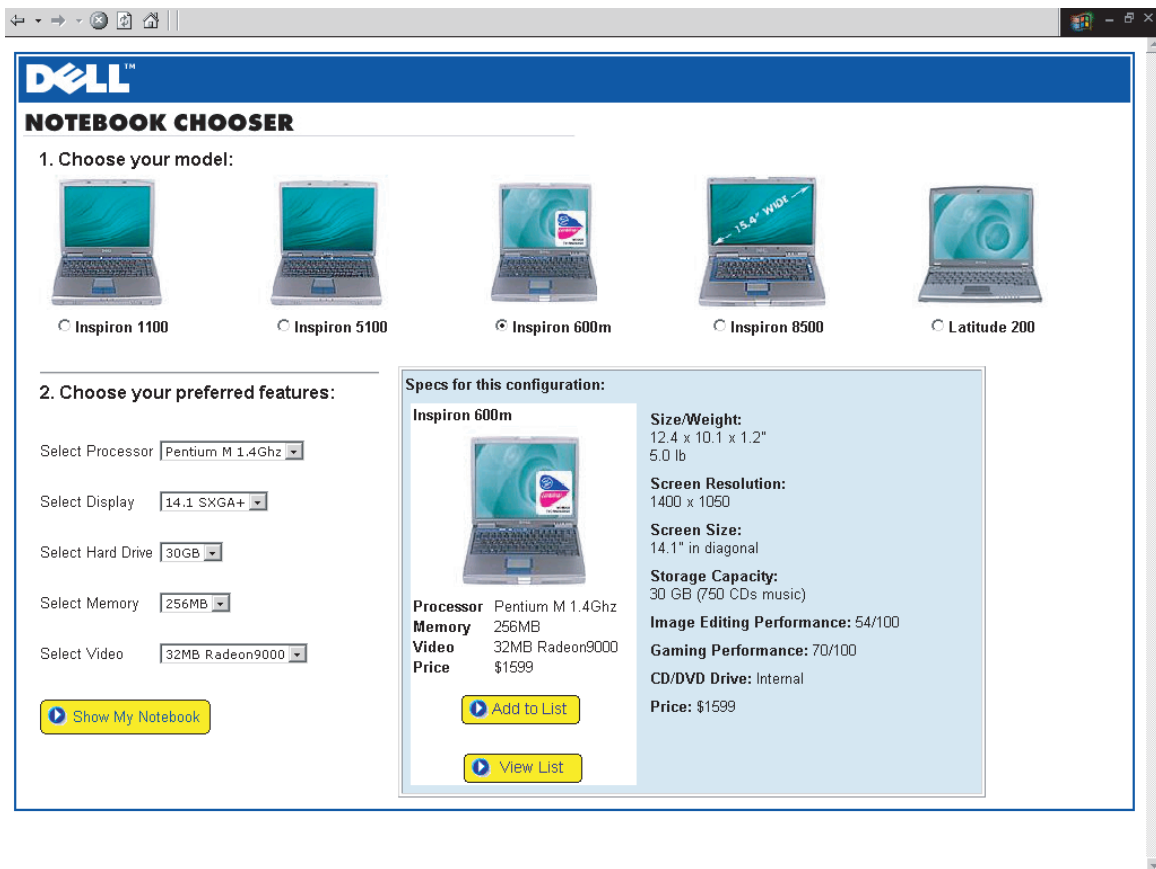 DELL™
NOTEBOOK CHOOSER
1. Choose your model:
15.4" WIDE
Inspiron 1100
Inspiron 5100
Inspiron 600m
Inspiron 8500
Latitude 200
2. Choose your preferred features:
Select Processor Pentium M 1.4Ghz
Select Display 14.1 SXGA+
Select Hard Drive 30GB
Select Memory 256MB
Select Video 32MB Radeon9000
Show My Notebook
Specs for this configuration:
Inspiron 600m
Processor Pentium M 1.4Ghz
Memory 256MB
Video 32MB Radeon9000
Price $1599
Add to List
View List
Size/Weight:
12.4 x 10.1 x 1.2"
5.0 lb
Screen Resolution:
1400 x 1050
Screen Size:
14.1" in diagonal
Storage Capacity:
30 GB (750 CDs music)
Image Editing Performance: 54/100
Gaming Performance: 70/100
CD/DVD Drive: Internal
Price: $1599